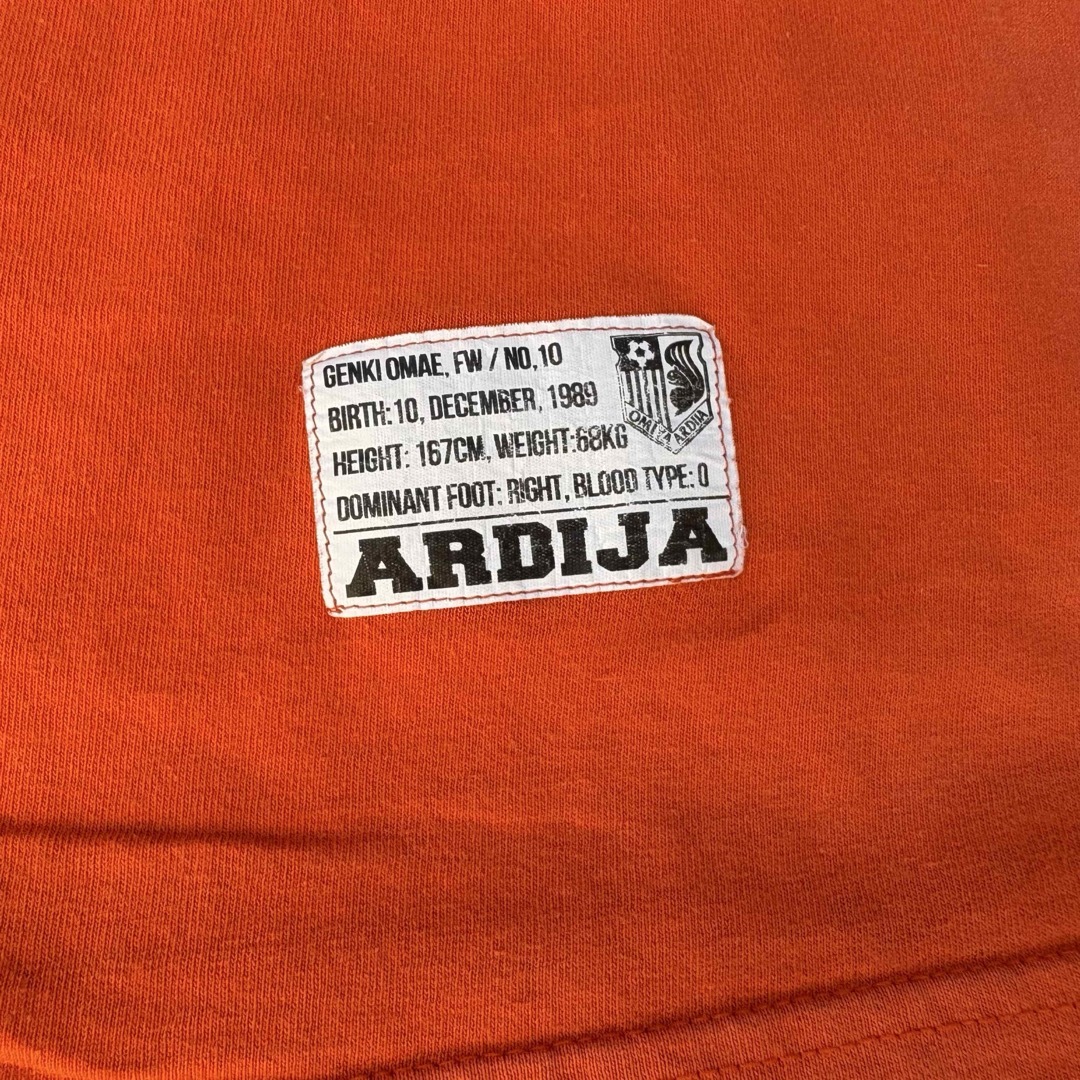 GENKI OMAE, FW / NO,10
BIRTH:10, DECEMBER, 1989
HEIGHT: 167CM, WEIGHT:68KG
DOMINANT FOOT: RIGHT, BLOOD TYPE: O
OMIYA ARDIJA
ARDIJA